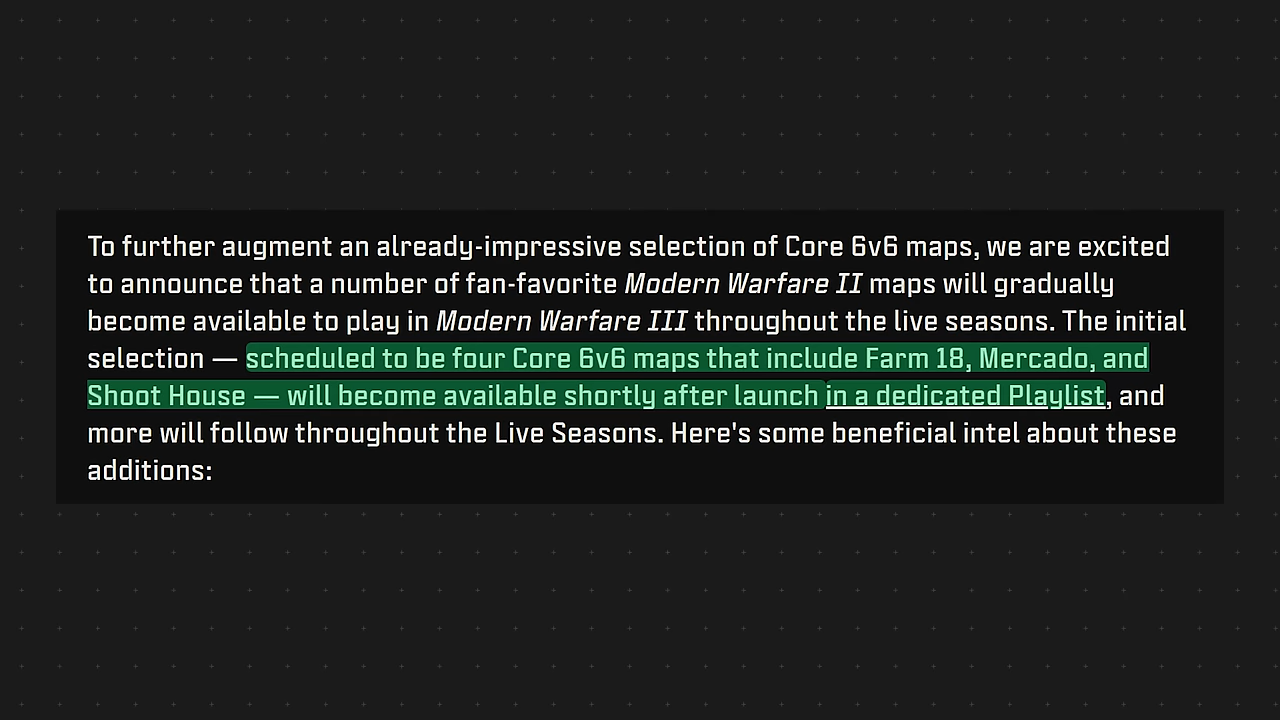 To further augment an already-impressive selection of Core 6v6 maps, we are excited
to announce that a number of fan-favorite Modern Warfare II maps will gradually
become available to play in Modern Warfare III throughout the live seasons. The initial
selection — scheduled to be four Core 6v6 maps that include Farm 18, Mercado, and
Shoot House — will become available shortly after launch in a dedicated Playlist, and
more will follow throughout the Live Seasons. Here's some beneficial intel about these
additions: